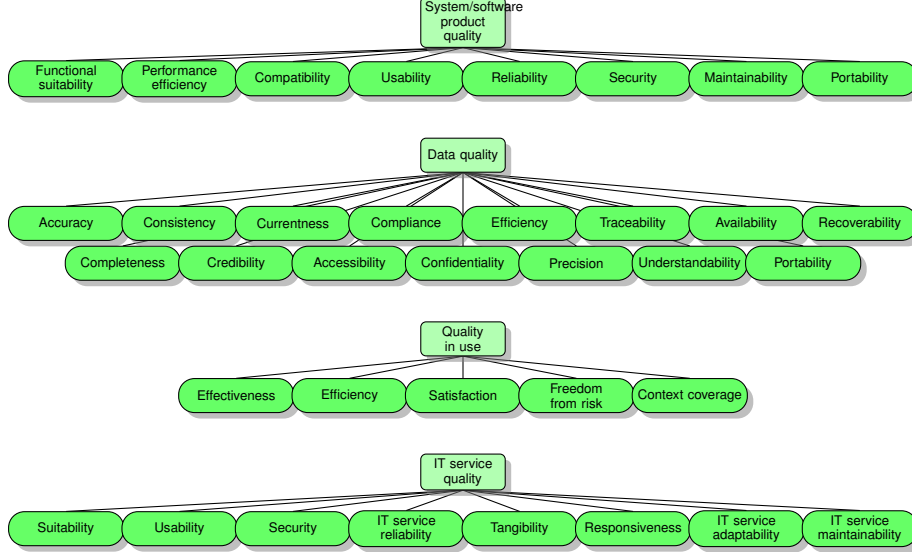 System/software
product
quality
Functional
suitability
Performance
efficiency
Compatibility
Usability
Reliability
Security
Maintainability
Portability
Data quality
Accuracy
Consistency
Currentness
Compliance
Efficiency
Traceability
Availability
Recoverability
Completeness
Credibility
Accessibility
Confidentiality
Precision
Understandability
Portability
Quality
in use
Effectiveness
Efficiency
Satisfaction
Freedom
from risk
Context coverage
IT service
quality
Suitability
Usability
Security
IT service
reliability
Tangibility
Responsiveness
IT service
adaptability
IT service
maintainability